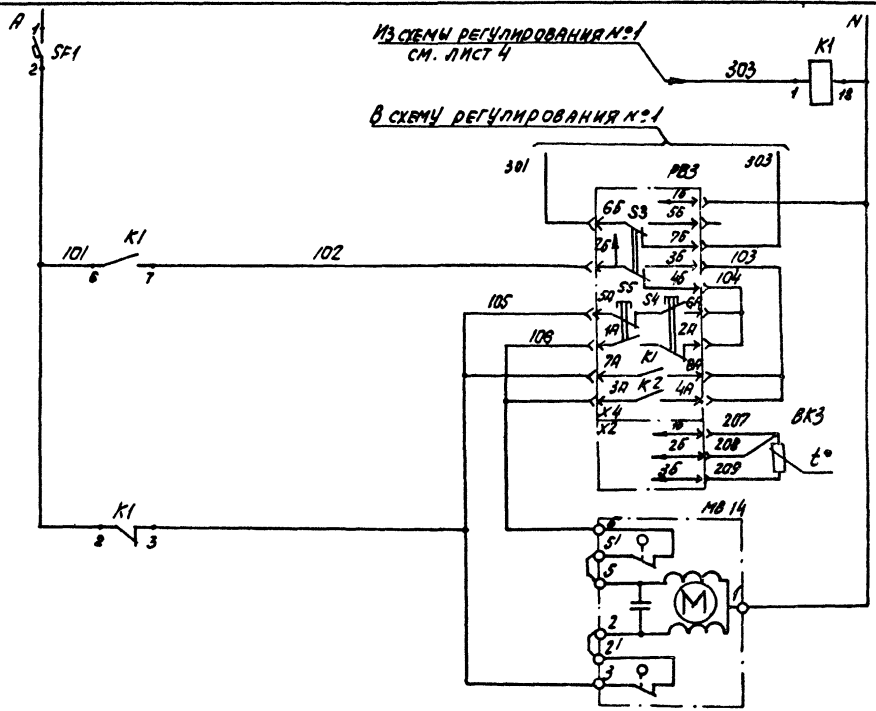 А
N
1
SF1
2
ИЗ СХЕМЫ РЕГУЛИРОВАНИЯ №1
СМ. ЛИСТ 4
303
K1
1
18
В СХЕМУ РЕГУЛИРОВАНИЯ №1
301
303
РВЗ
1Б
6Б
S3
5Б
7Б
2Б
3Б
103
4Б
104
101
K1
102
6
7
105
5А
S5
S4
6А
106
1А
2А
7А
K1
8А
3А
K2
4А
X4
X2
1Б
207
ВКЗ
2Б
208
3Б
209
t°
K1
2
3
МВ 14
6
5'
5
М
1
2
2'
3